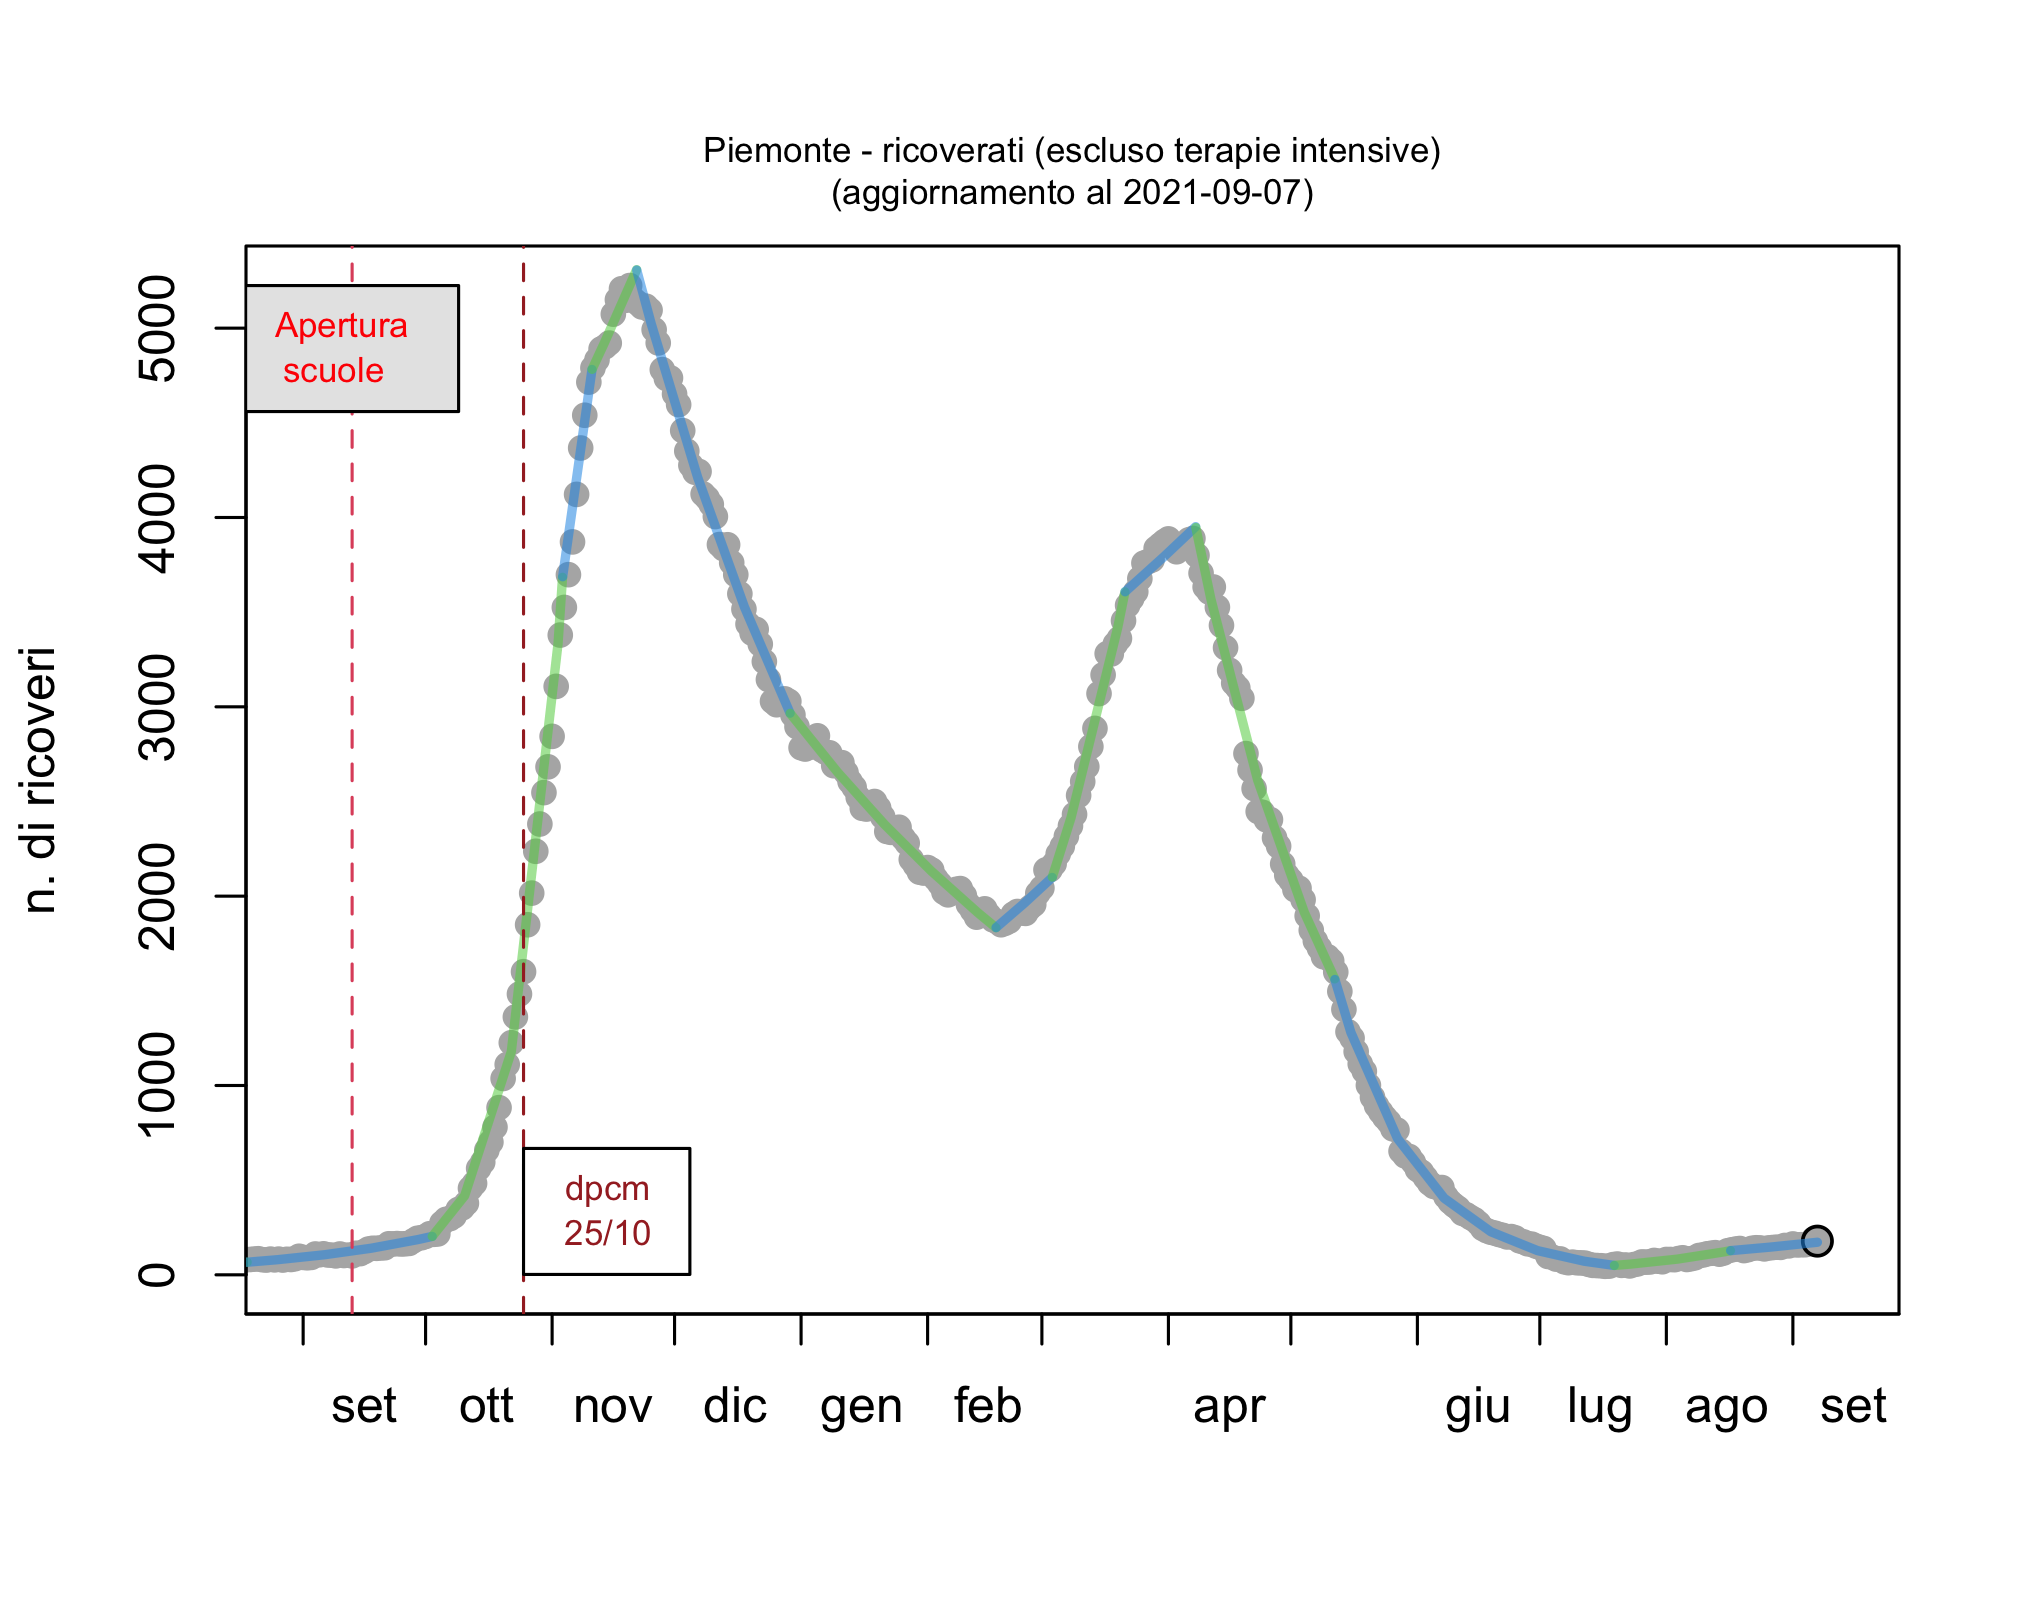 Piemonte - ricoverati (escluso terapie intensive)
(aggiornamento al 2021-09-07)
n. di ricoveri
5000
4000
3000
2000
1000
0
Apertura
scuole
dpcm
25/10
set ott nov dic gen feb apr giu lug ago set